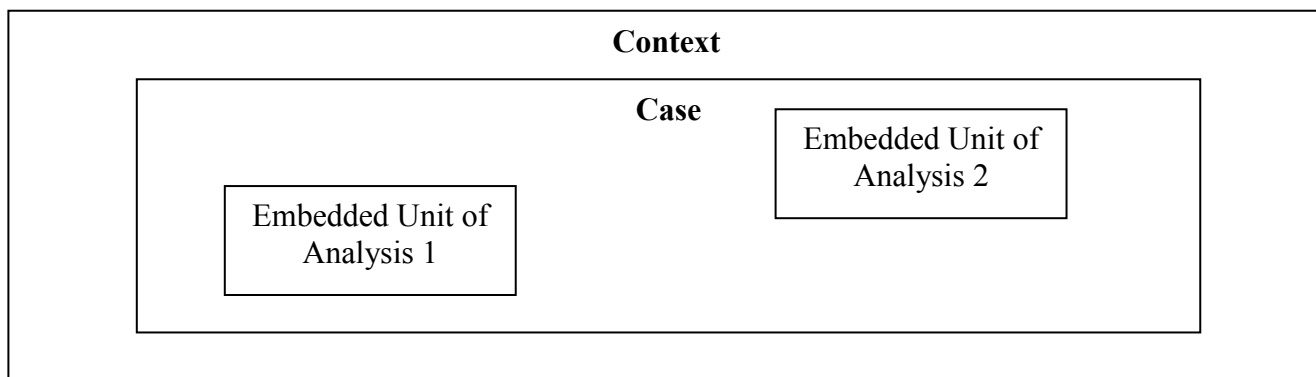 Context
Case
Embedded Unit of
Analysis 2
Embedded Unit of
Analysis 1